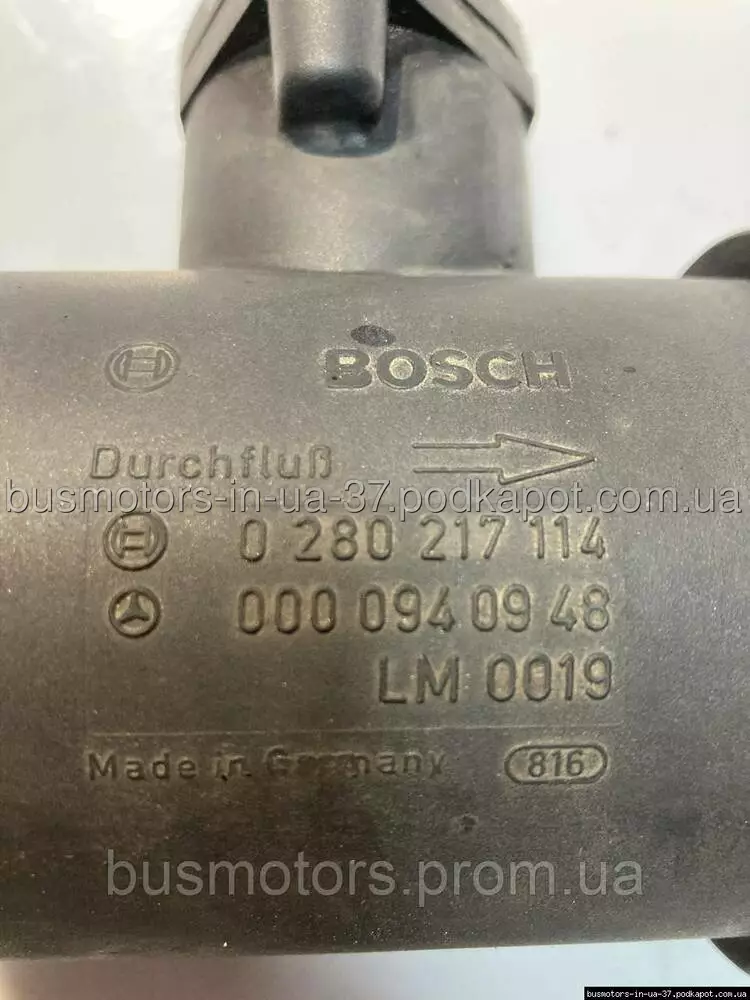 BOSCH
Durchfluß
busmotors-in-ua-37.podkapot.com.ua
0 280 217 114
000 094 09 48
LM 0019
Made in Germany 816
busmotors.prom.ua
busmotors-in-ua-37.podkapot.com.ua